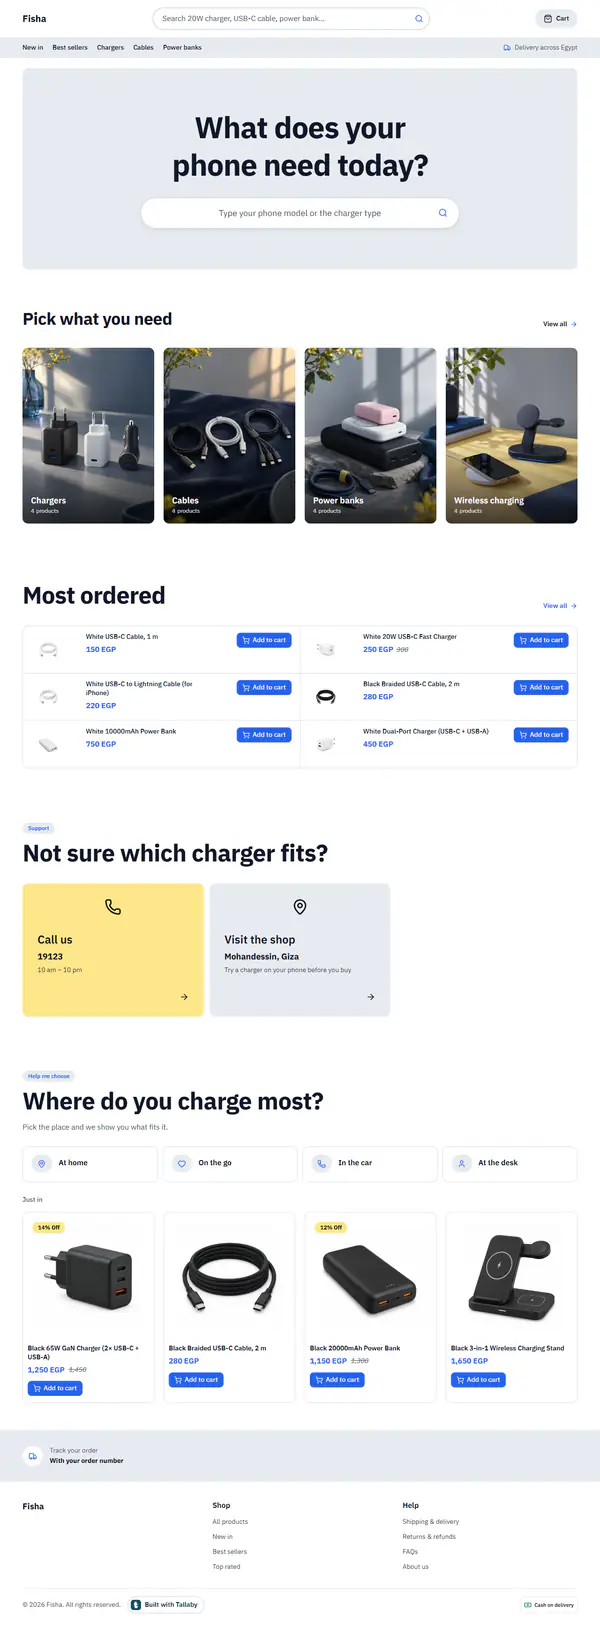 Fisha
Search 20W charger, USB-C cable, power bank...
Cart
New in
Best sellers
Chargers
Cables
Power banks
Delivery across Egypt
What does your
phone need today?
Type your phone model or the charger type
Pick what you need
View all →
Chargers
4 products
Cables
4 products
Power banks
4 products
Wireless charging
4 products
Most ordered
View all →
White USB-C Cable, 1 m
150 EGP
Add to cart
White 20W USB-C Fast Charger
250 EGP 300
Add to cart
White USB-C to Lightning Cable (for
iPhone)
220 EGP
Add to cart
Black Braided USB-C Cable, 2 m
280 EGP
Add to cart
White 10000mAh Power Bank
750 EGP
Add to cart
White Dual-Port Charger (USB-C + USB-A)
450 EGP
Add to cart
Support
Not sure which charger fits?
Call us
19123
10 am – 10 pm
Visit the shop
Mohandessin, Giza
Try a charger on your phone before you buy
Help me choose
Where do you charge most?
Pick the place and we show you what fits it.
At home
On the go
In the car
At the desk
Just in
14% Off
Black 65W GaN Charger (2× USB-C +
USB-A)
1,250 EGP 1,450
Add to cart
Black Braided USB-C Cable, 2 m
280 EGP
Add to cart
12% Off
Black 20000mAh Power Bank
1,150 EGP 1,300
Add to cart
Black 3-in-1 Wireless Charging Stand
1,650 EGP
Add to cart
Track your order
With your order number
Fisha
Shop
All products
New in
Best sellers
Top rated
Help
Shipping & delivery
Returns & refunds
FAQs
About us
© 2026 Fisha. All rights reserved.
Built with Tallaby
Cash on delivery